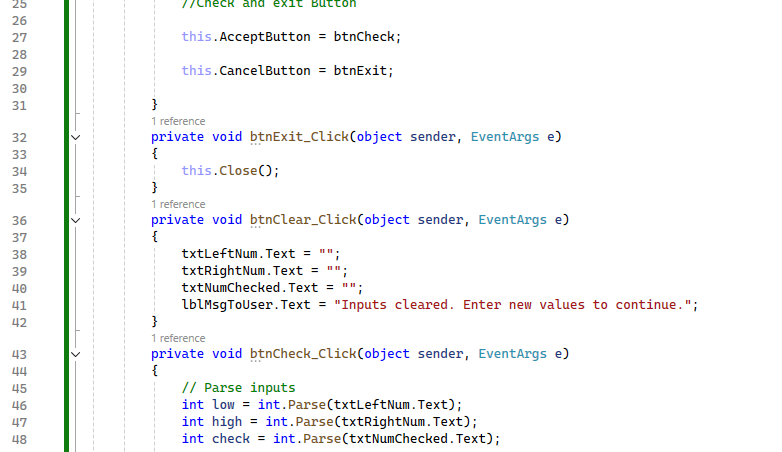 25 //Check and exit Button
26
27 this.AcceptButton = btnCheck;
28
29 this.CancelButton = btnExit;
30
31 }
1 reference
32 private void btnExit_Click(object sender, EventArgs e)
33 {
34 this.Close();
35 }
1 reference
36 private void btnClear_Click(object sender, EventArgs e)
37 {
38 txtLeftNum.Text = "";
39 txtRightNum.Text = "";
40 txtNumChecked.Text = "";
41 lblMsgToUser.Text = "Inputs cleared. Enter new values to continue.";
42 }
1 reference
43 private void btnCheck_Click(object sender, EventArgs e)
44 {
45 // Parse inputs
46 int low = int.Parse(txtLeftNum.Text);
47 int high = int.Parse(txtRightNum.Text);
48 int check = int.Parse(txtNumChecked.Text);